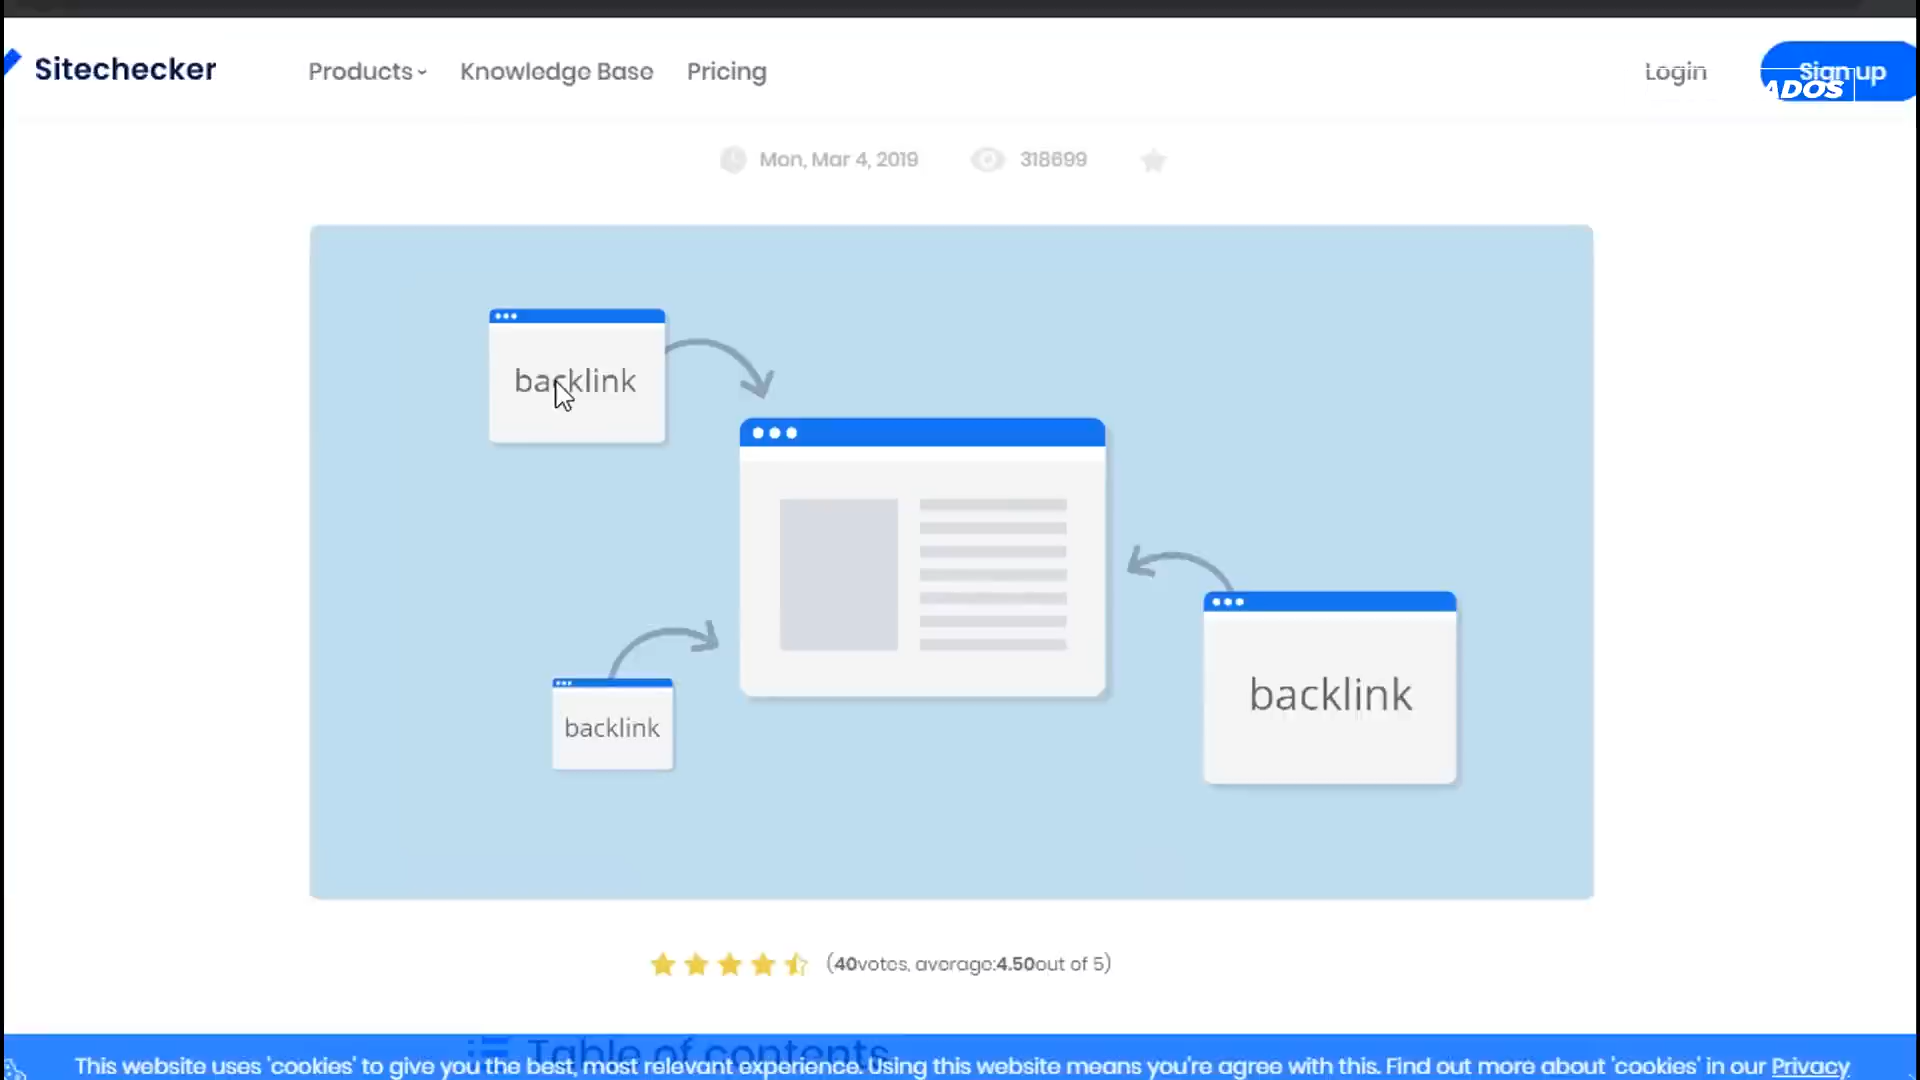 Sitechecker
Products
Knowledge Base
Pricing
Login
Sign up
ADOS
Mon, Mar 4, 2019
318699
backlink
backlink
backlink
(40votes, average:4.50out of 5)
Table of contents
This website uses 'cookies' to give you the best, most relevant experience. Using this website means you're agree with this. Find out more about 'cookies' in our Privacy